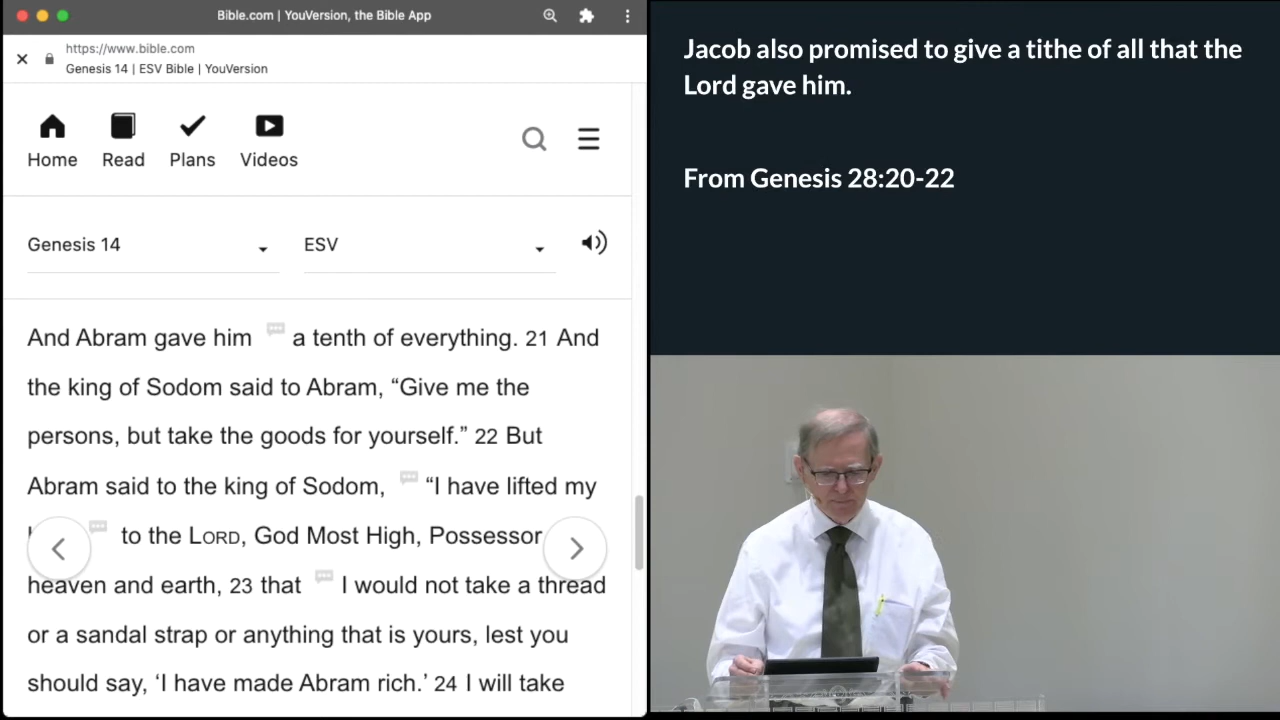 Bible.com | YouVersion, the Bible App
https://www.bible.com
Genesis 14 | ESV Bible | YouVersion
Home Read Plans Videos
Genesis 14 ESV
And Abram gave him a tenth of everything. 21 And
the king of Sodom said to Abram, “Give me the
persons, but take the goods for yourself.” 22 But
Abram said to the king of Sodom, “I have lifted my
to the LORD, God Most High, Possessor
heaven and earth, 23 that I would not take a thread
or a sandal strap or anything that is yours, lest you
should say, ‘I have made Abram rich.’ 24 I will take
Jacob also promised to give a tithe of all that the
Lord gave him.
From Genesis 28:20-22